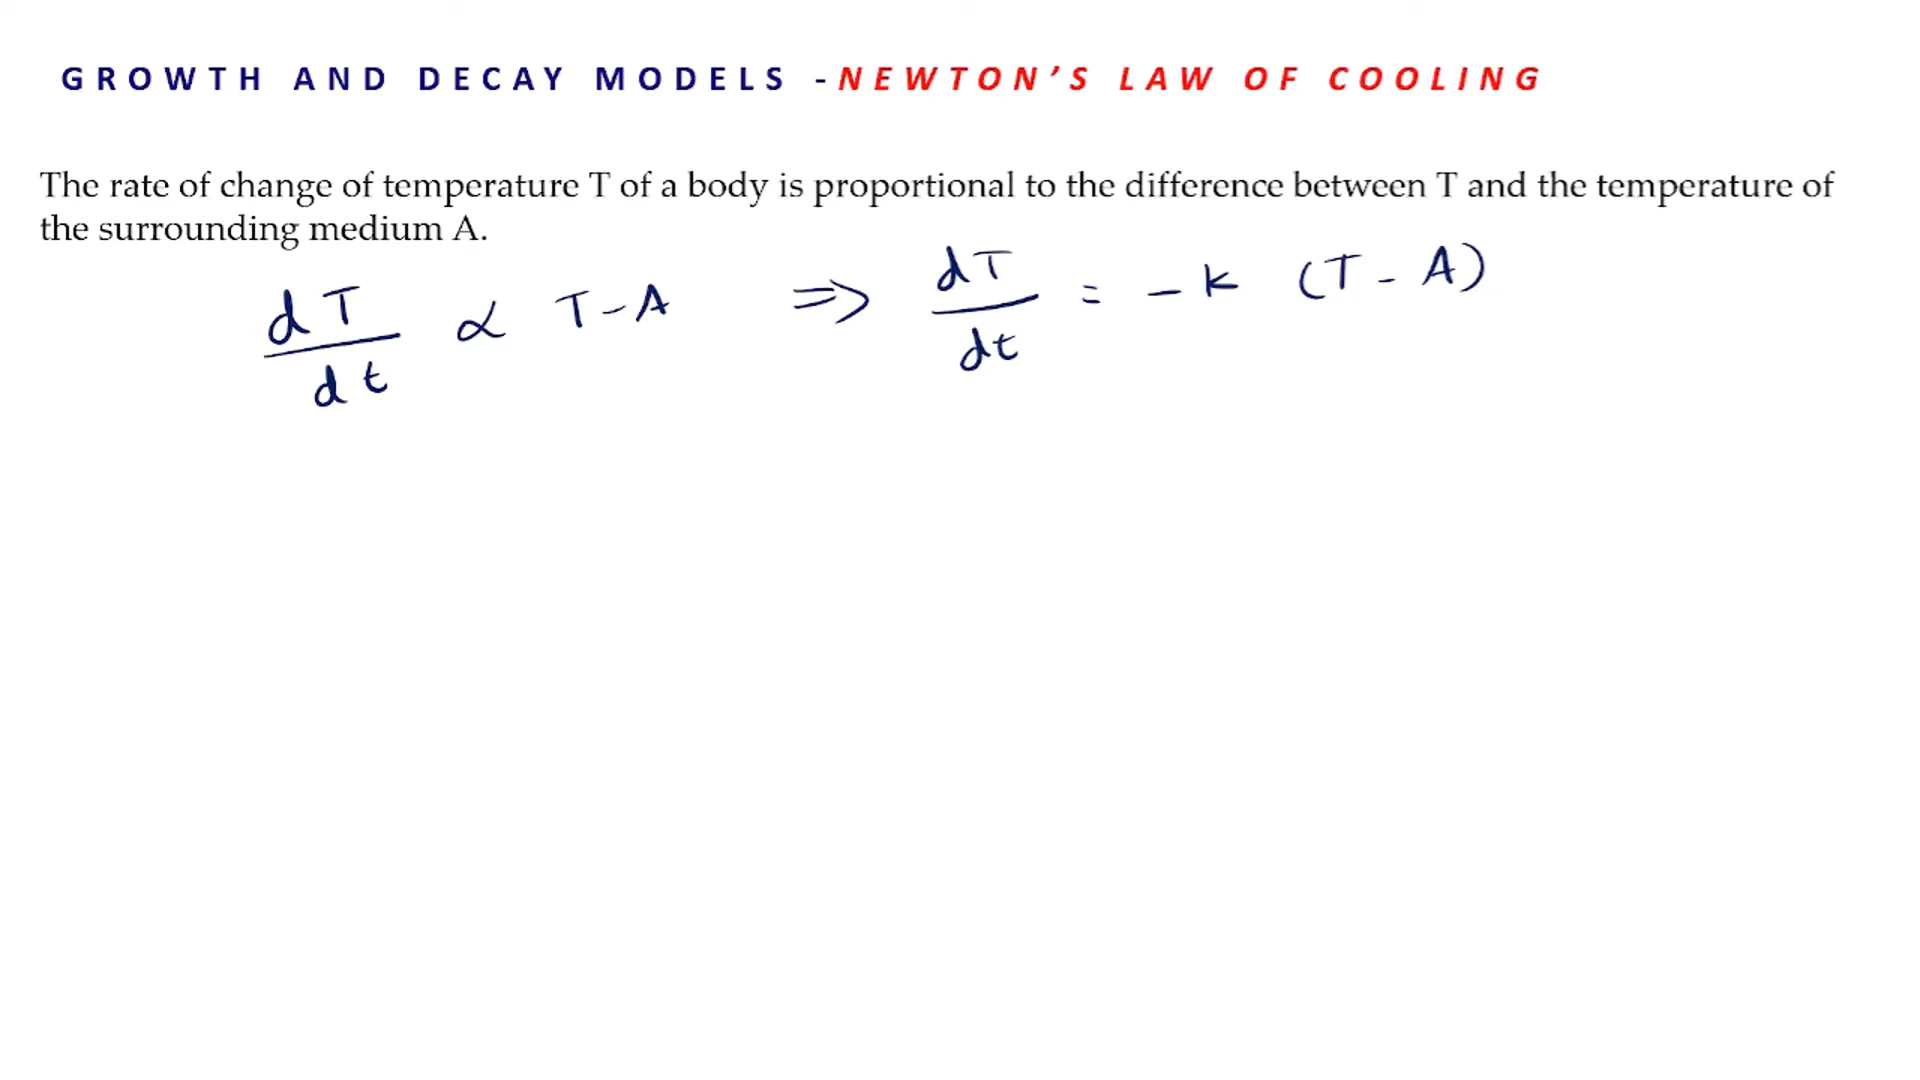 GROWTH AND DECAY MODELS -NEWTON’S LAW OF COOLING
The rate of change of temperature T of a body is proportional to the difference between T and the temperature of
the surrounding medium A.
dT/dt ∝ T-A ⇒ dT/dt = -k (T-A)